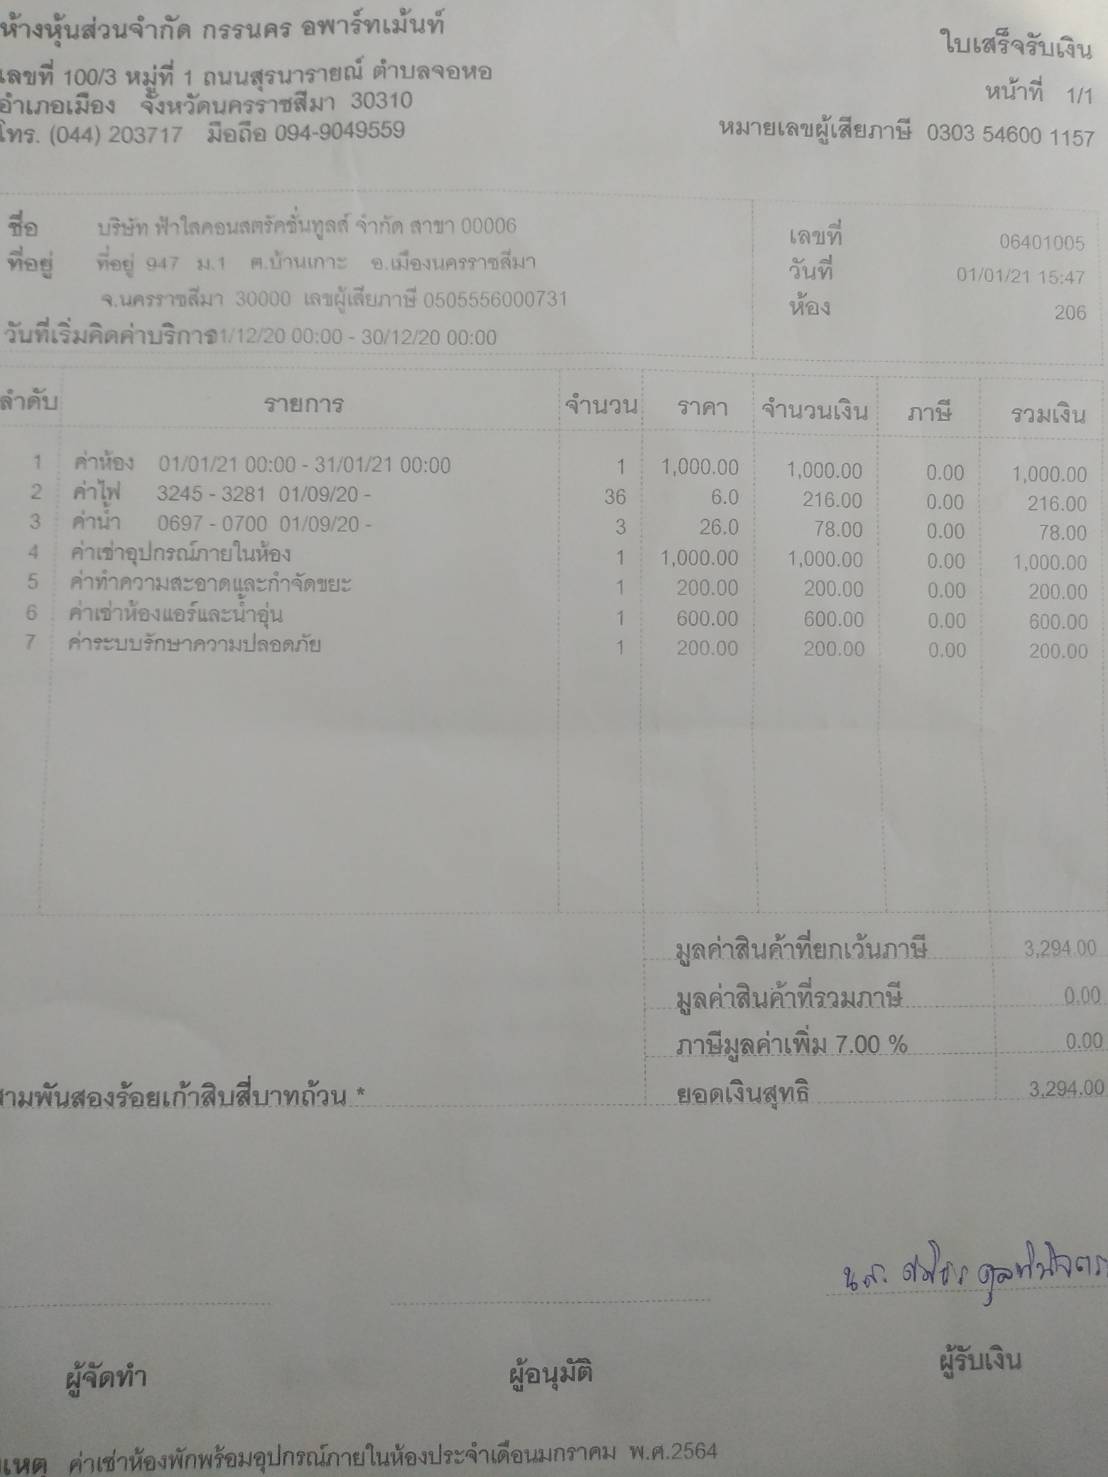 ห้างหุ้นส่วนจำกัด กรรนคร อพาร์ทเม้นท์
ใบเสร็จรับเงิน
เลขที่ 100/3 หมู่ที่ 1 ถนนสุรนารายณ์ ตำบลจอหอ
หน้าที่ 1/1
อำเภอเมือง จังหวัดนครราชสีมา 30310
โทร. (044) 203717 มือถือ 094-9049559
หมายเลขผู้เสียภาษี 0303 54600 1157
ชื่อ บริษัท ฟ้าใสคอนสตรัคชั่นทูลส์ จำกัด สาขา 00006
เลขที่ 06401005
ที่อยู่ ที่อยู่ 947 ม.1 ต.บ้านเกาะ อ.เมืองนครราชสีมา
วันที่ 01/01/21 15:47
จ.นครราชสีมา 30000 เลขผู้เสียภาษี 0505556000731
ห้อง 206
วันที่เริ่มคิดค่าบริการ 1/12/20 00:00 - 30/12/20 00:00
ลำดับ รายการ จำนวน ราคา จำนวนเงิน ภาษี รวมเงิน
1 ค่าห้อง 01/01/21 00:00 - 31/01/21 00:00 1 1,000.00 1,000.00 0.00 1,000.00
2 ค่าไฟ 3245 - 3281 01/09/20 - 36 6.0 216.00 0.00 216.00
3 ค่าน้ำ 0697 - 0700 01/09/20 - 3 26.0 78.00 0.00 78.00
4 ค่าเช่าอุปกรณ์ภายในห้อง 1 1,000.00 1,000.00 0.00 1,000.00
5 ค่าทำความสะอาดและกำจัดขยะ 1 200.00 200.00 0.00 200.00
6 ค่าเช่าห้องแอร์และน้ำอุ่น 1 600.00 600.00 0.00 600.00
7 ค่าระบบรักษาความปลอดภัย 1 200.00 200.00 0.00 200.00
มูลค่าสินค้าที่ยกเว้นภาษี 3,294.00
มูลค่าสินค้าที่รวมภาษี 0.00
ภาษีมูลค่าเพิ่ม 7.00 % 0.00
สามพันสองร้อยเก้าสิบสี่บาทถ้วน * ยอดเงินสุทธิ 3,294.00
น.ส.
ผู้จัดทำ ผู้อนุมัติ ผู้รับเงิน
เหตุ ค่าเช่าห้องพักพร้อมอุปกรณ์ภายในห้องประจำเดือนมกราคม พ.ศ.2564